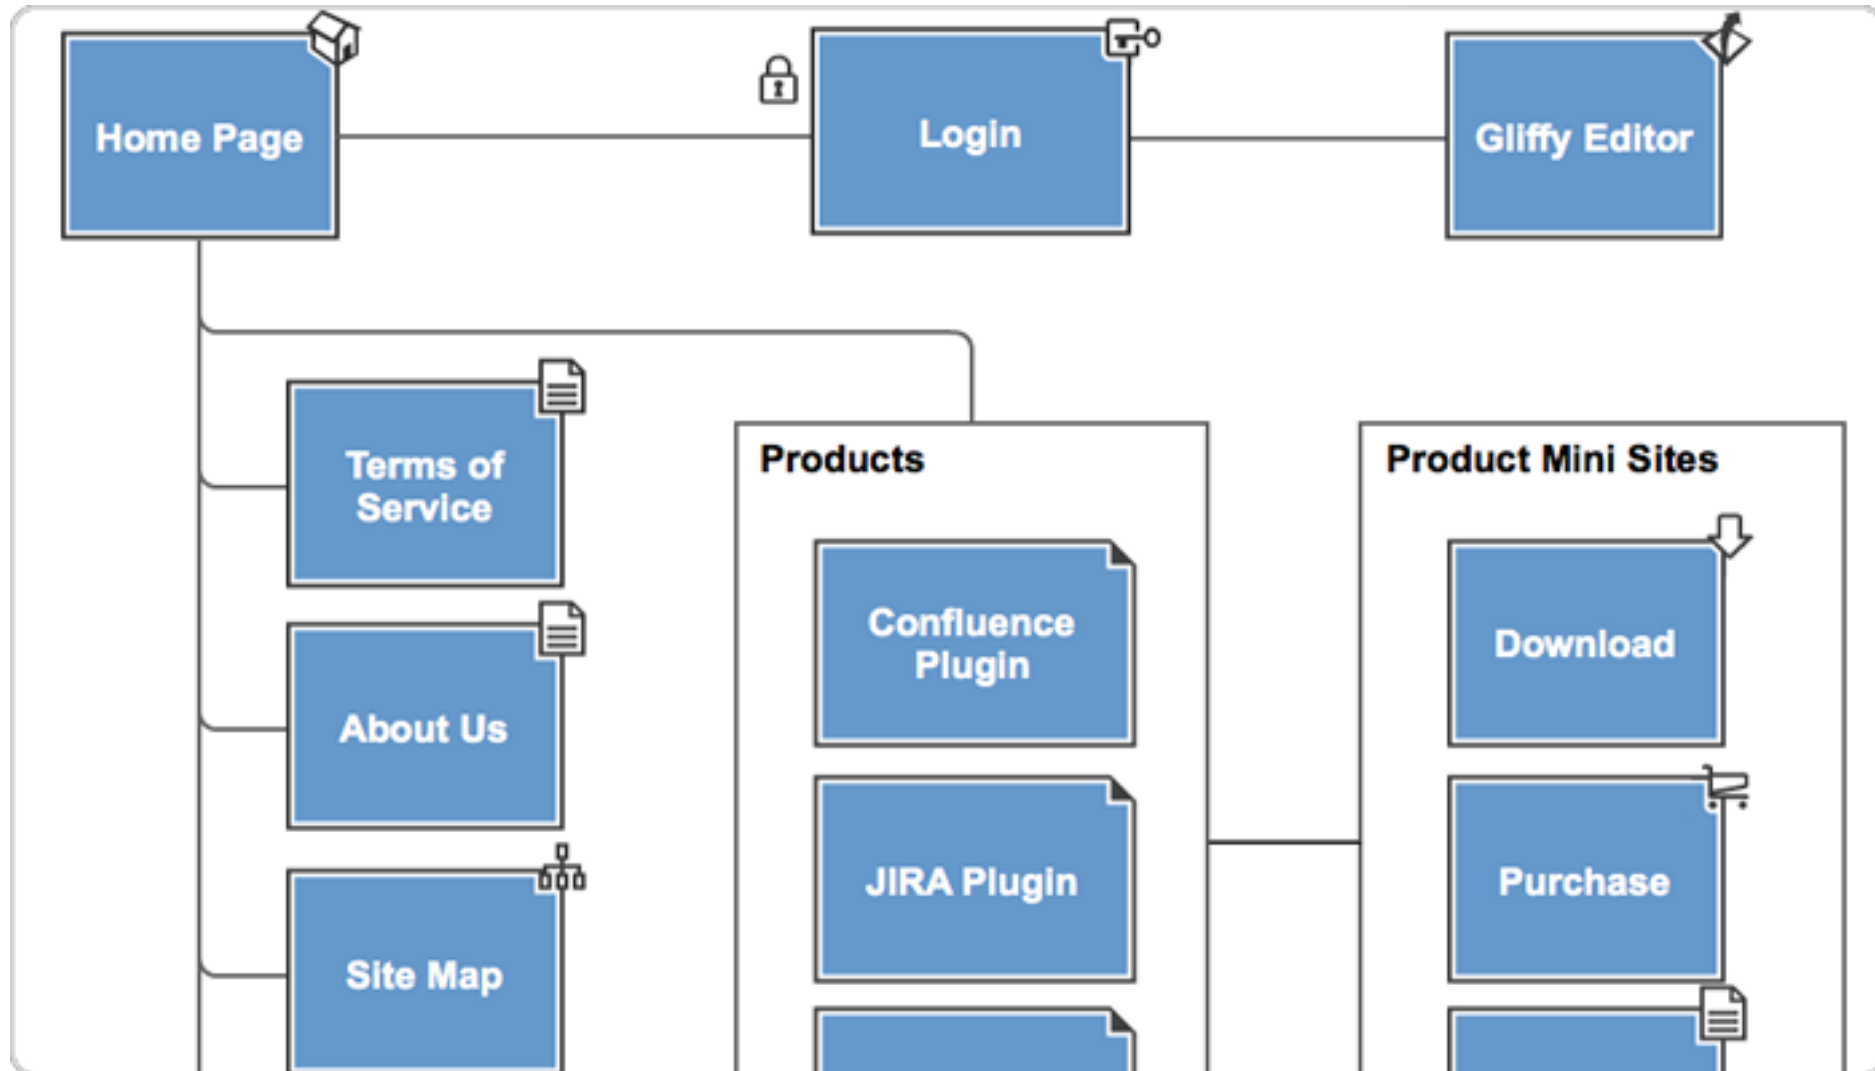 Home Page
Login
Gliffy Editor
Terms of
Service
About Us
Site Map
Products
Confluence
Plugin
JIRA Plugin
Product Mini Sites
Download
Purchase